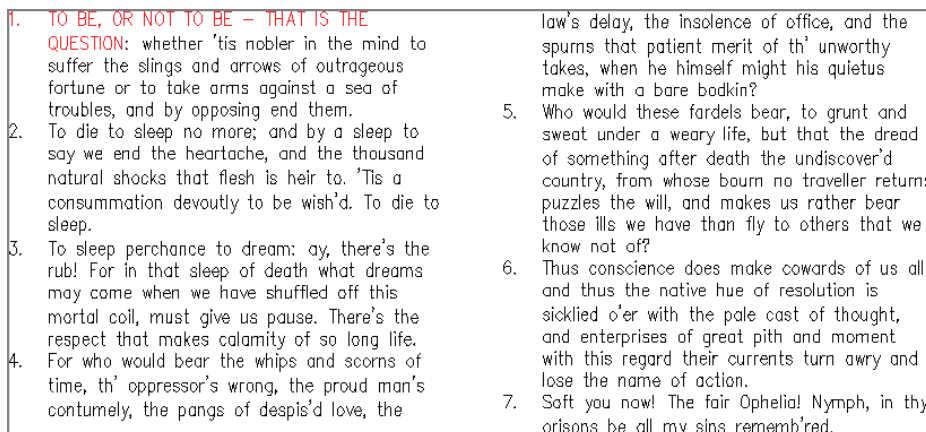 1. TO BE, OR NOT TO BE – THAT IS THE
QUESTION: whether 'tis nobler in the mind to
suffer the slings and arrows of outrageous
fortune or to take arms against a sea of
troubles, and by opposing end them.
2. To die to sleep no more; and by a sleep to
say we end the heartache, and the thousand
natural shocks that flesh is heir to. 'Tis a
consummation devoutly to be wish'd. To die to
sleep.
3. To sleep perchance to dream: ay, there's the
rub! For in that sleep of death what dreams
may come when we have shuffled off this
mortal coil, must give us pause. There's the
respect that makes calamity of so long life.
4. For who would bear the whips and scorns of
time, th' oppressor's wrong, the proud man's
contumely, the pangs of despis'd love, the
law's delay, the insolence of office, and the
spurns that patient merit of th' unworthy
takes, when he himself might his quietus
make with a bare bodkin?
5. Who would these fardels bear, to grunt and
sweat under a weary life, but that the dread
of something after death the undiscover'd
country, from whose bourn no traveller returns
puzzles the will, and makes us rather bear
those ills we have than fly to others that we
know not of?
6. Thus conscience does make cowards of us all
and thus the native hue of resolution is
sicklied o'er with the pale cast of thought,
and enterprises of great pith and moment
with this regard their currents turn awry and
lose the name of action.
7. Soft you now! The fair Ophelia! Nymph, in thy
orisons be all my sins rememb'red.